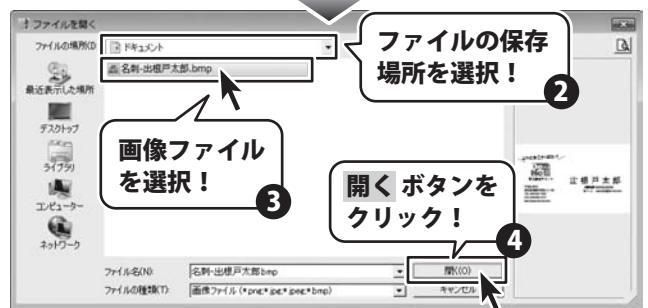 ファイルを開く
ファイルの場所(I)
ドキュメント
名刺-出根戸太郎.bmp
ファイルの保存
場所を選択！
2
最近表示した場所
デスクトップ
ライブラリ
コンピューター
ネットワーク
画像ファイル
を選択！
3
開く ボタンを
クリック！
4
ファイル名(N):
名刺-出根戸太郎.bmp
開く(O)
ファイルの種類(T):
画像ファイル (*.png;*.jpg;*.jpeg;*.bmp)
キャンセル